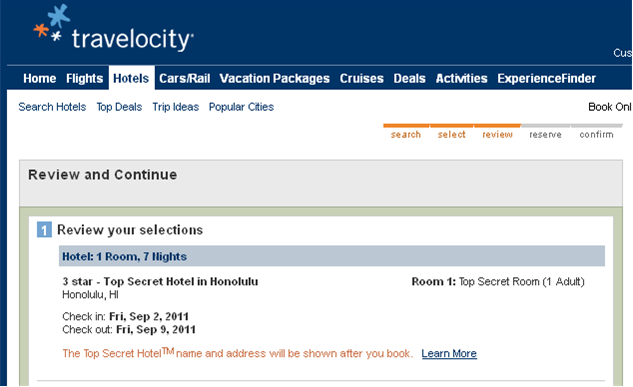 travelocity
Cus
Home Flights Hotels Cars/Rail Vacation Packages Cruises Deals Activities ExperienceFinder
Search Hotels Top Deals Trip Ideas Popular Cities Book Onl
search select review reserve confirm
Review and Continue
1 Review your selections
Hotel: 1 Room, 7 Nights
3 star - Top Secret Hotel in Honolulu Room 1: Top Secret Room (1 Adult)
Honolulu, HI
Check in: Fri, Sep 2, 2011
Check out: Fri, Sep 9, 2011
The Top Secret Hotel™ name and address will be shown after you book. Learn More